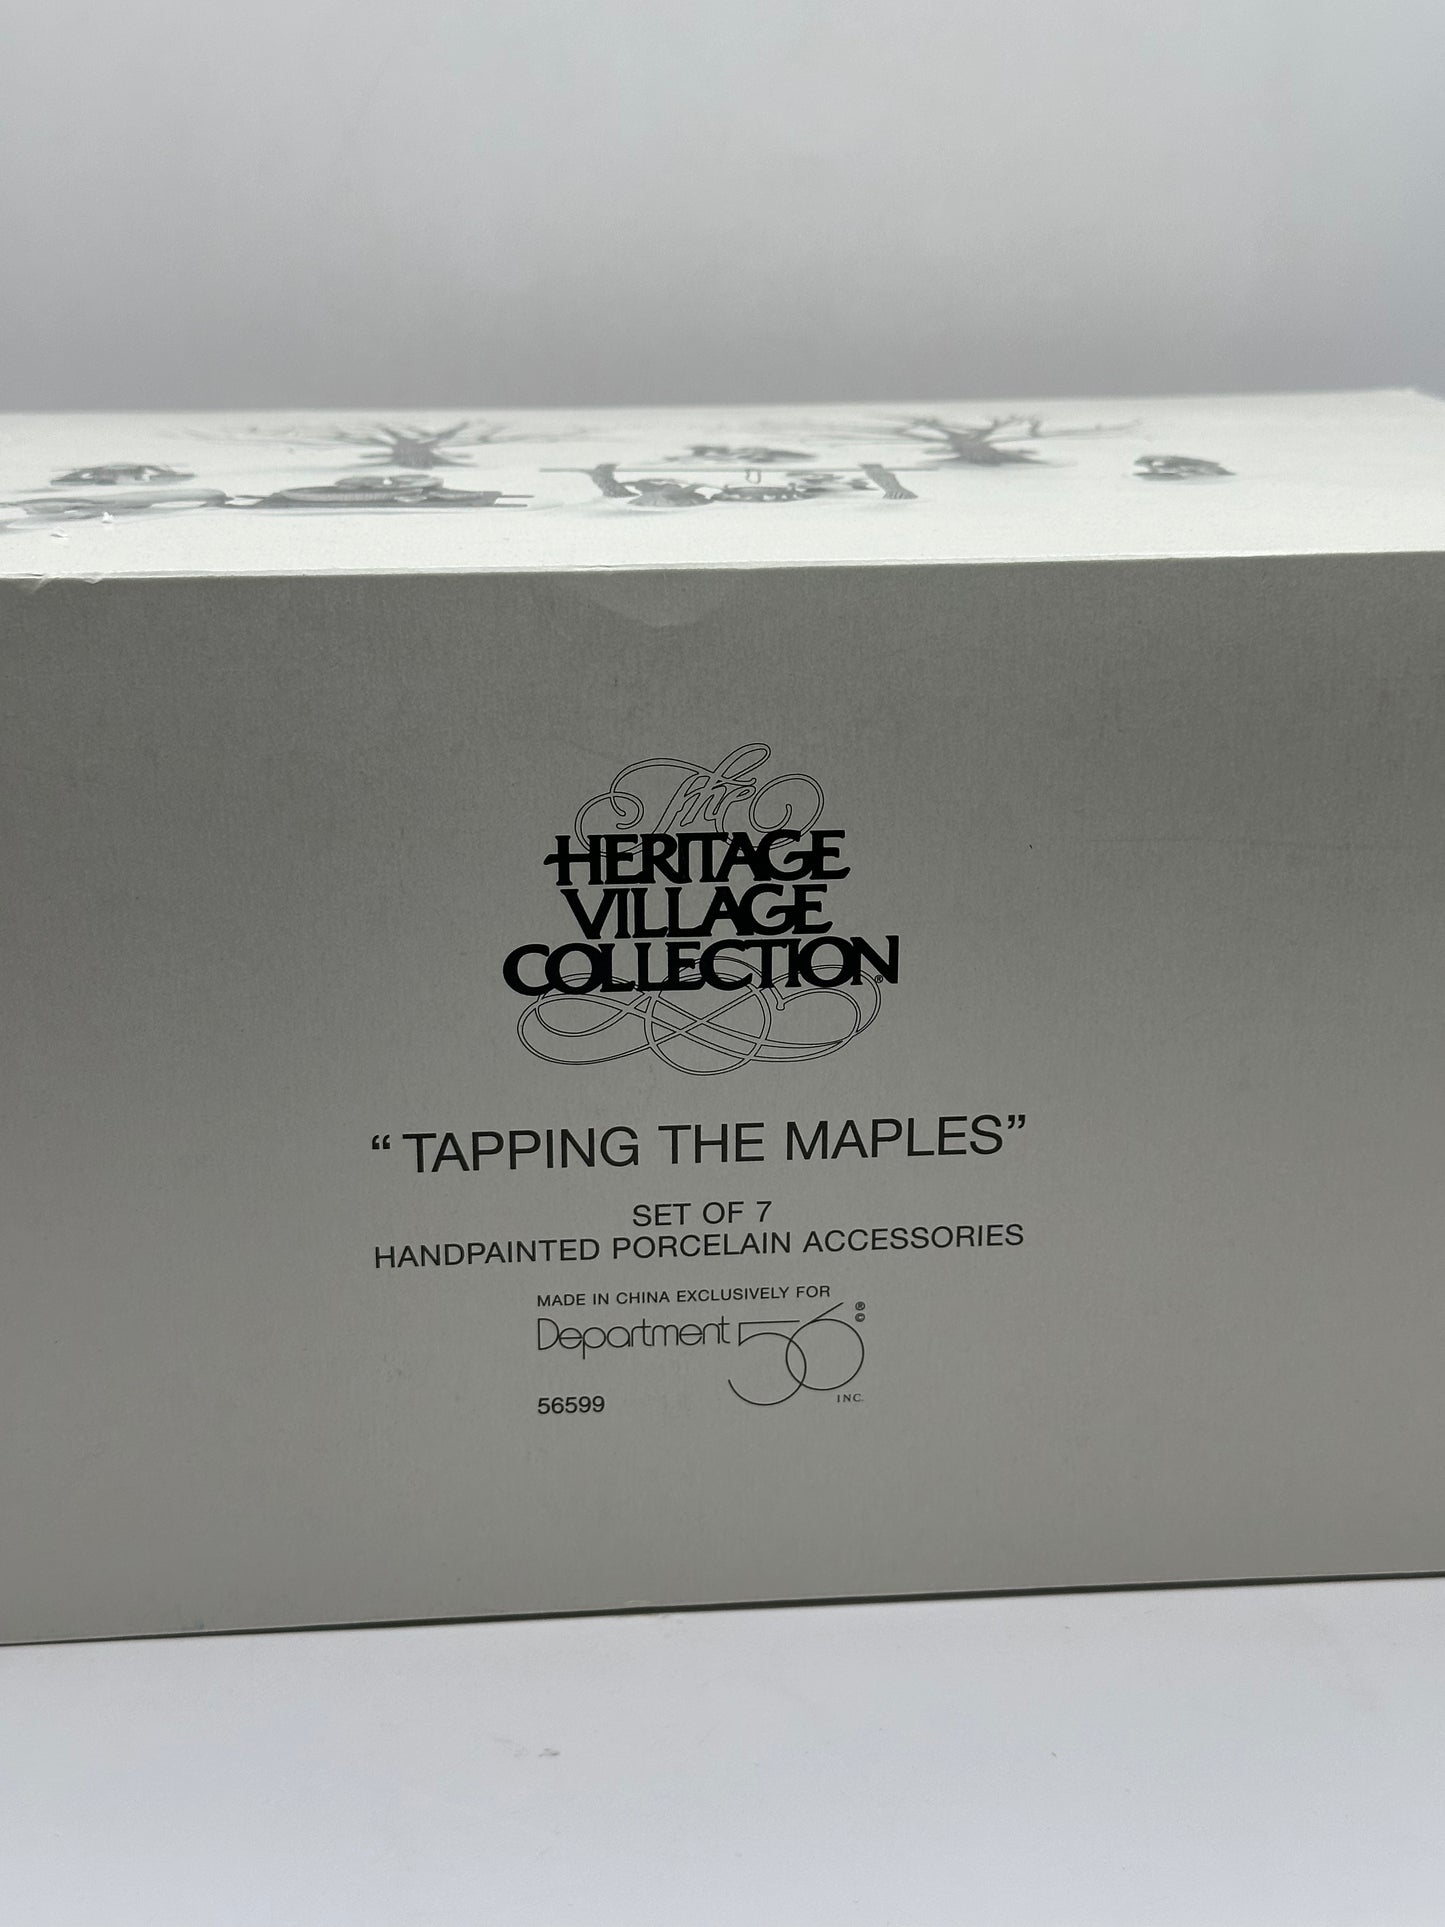 The
HERITAGE
VILLAGE
COLLECTION®
“TAPPING THE MAPLES”
SET OF 7
HANDPAINTED PORCELAIN ACCESSORIES
MADE IN CHINA EXCLUSIVELY FOR
Department 56 ® ©
INC.
56599